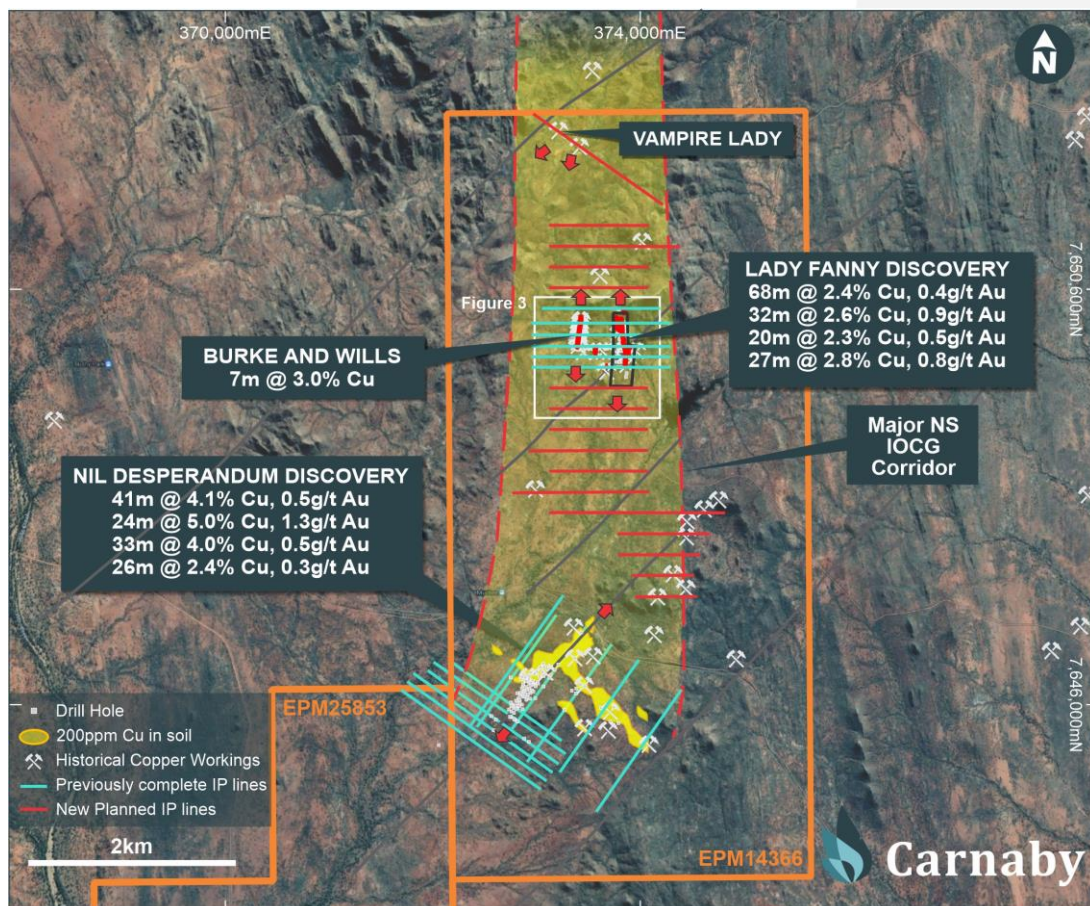 370,000mE
374,000mE
N
VAMPIRE LADY
7,650,600mN
LADY FANNY DISCOVERY
68m @ 2.4% Cu, 0.4g/t Au
32m @ 2.6% Cu, 0.9g/t Au
20m @ 2.3% Cu, 0.5g/t Au
27m @ 2.8% Cu, 0.8g/t Au
Figure 3
BURKE AND WILLS
7m @ 3.0% Cu
Major NS
IOCG
Corridor
NIL DESPERANDUM DISCOVERY
41m @ 4.1% Cu, 0.5g/t Au
24m @ 5.0% Cu, 1.3g/t Au
33m @ 4.0% Cu, 0.5g/t Au
26m @ 2.4% Cu, 0.3g/t Au
7,646,000mN
EPM25853
Drill Hole
200ppm Cu in soil
Historical Copper Workings
Previously complete IP lines
New Planned IP lines
2km
EPM14366
Carnaby